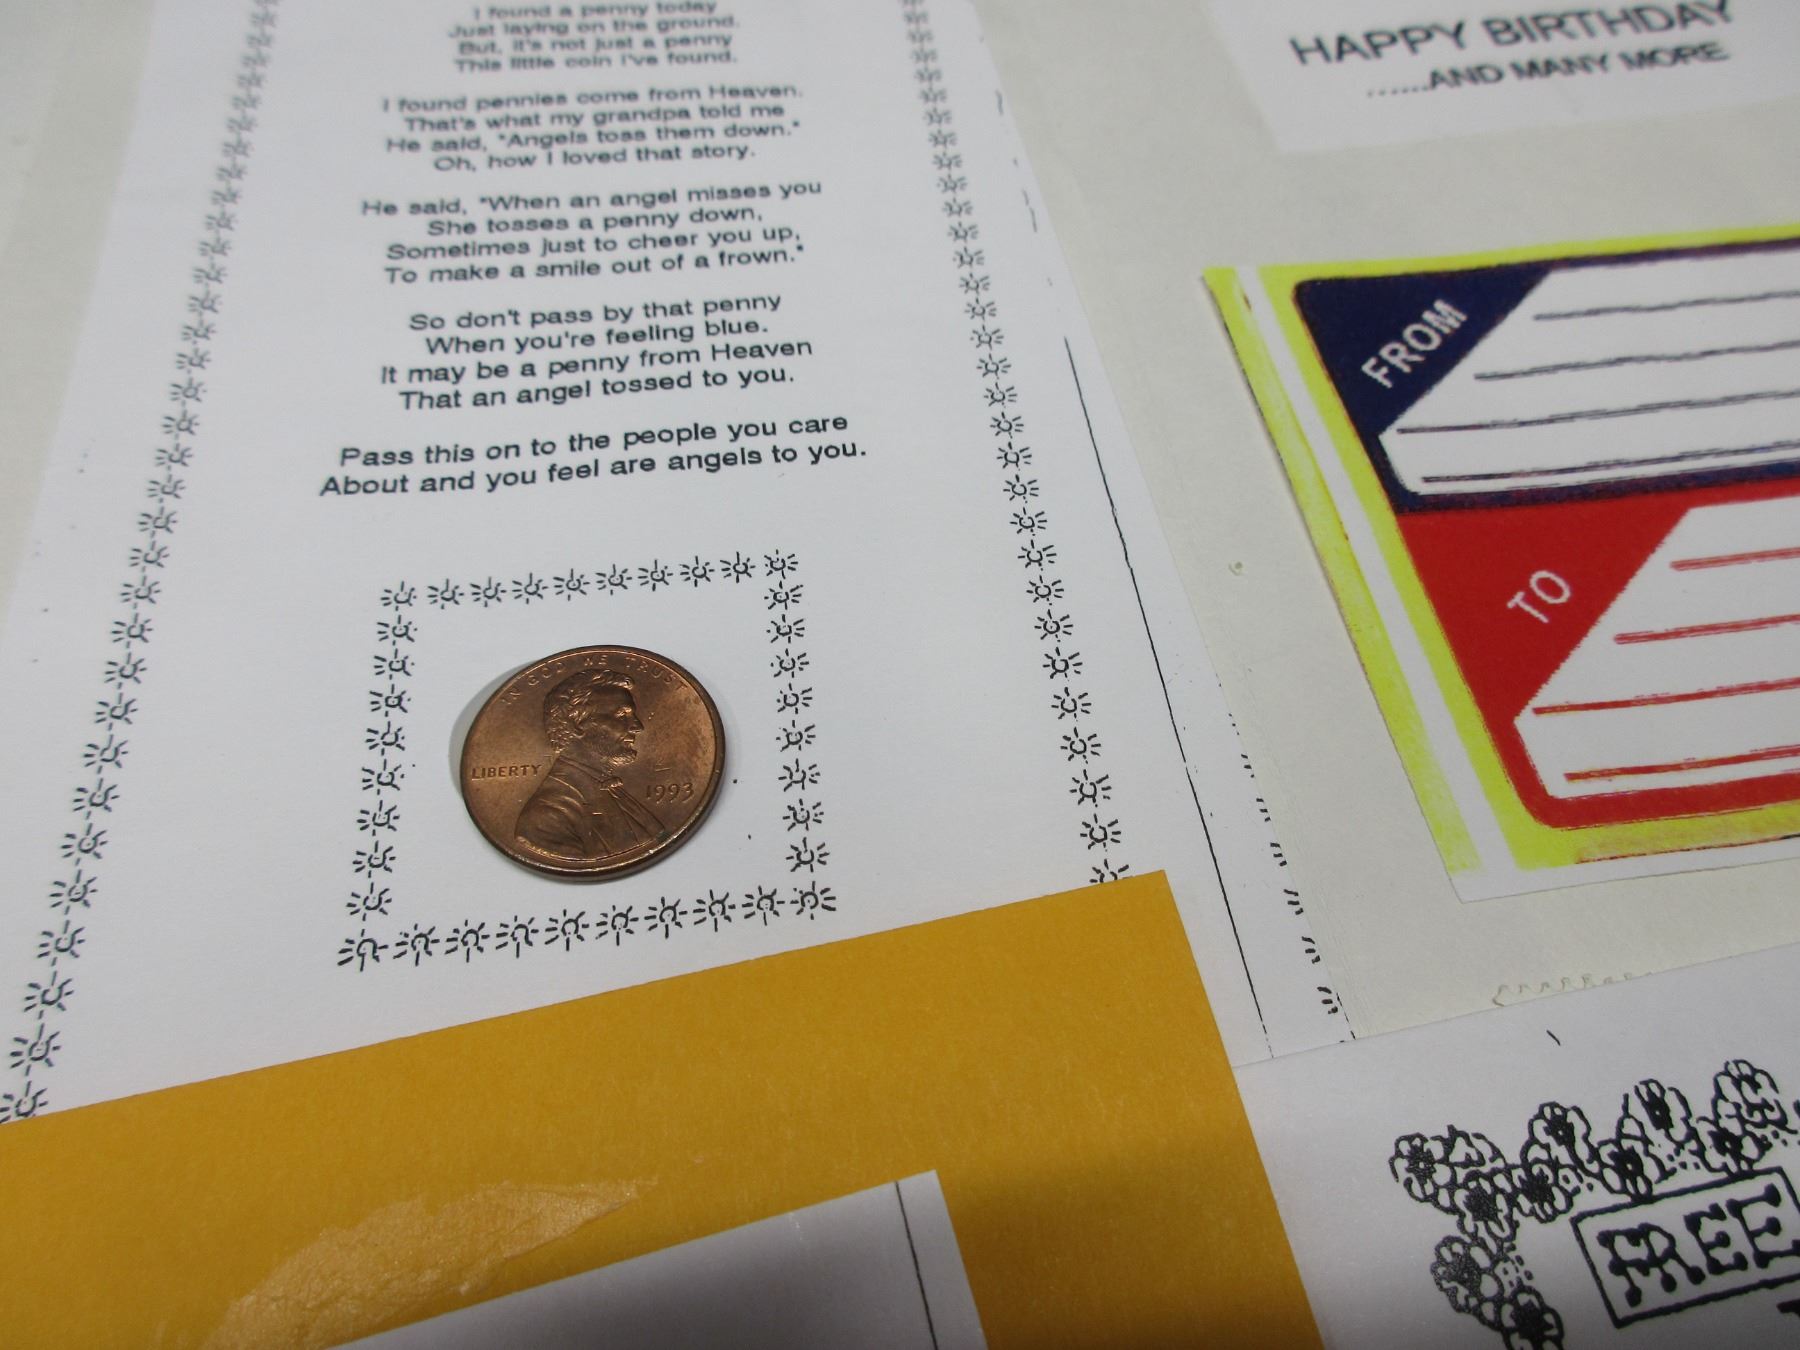 I found a penny today
Just laying on the ground.
But, it's not just a penny
This little coin I've found.
I found pennies come from Heaven.
That's what my grandpa told me
He said, "Angels toss them down."
Oh, how I loved that story.
He said, "When an angel misses you
She tosses a penny down,
Sometimes just to cheer you up,
To make a smile out of a frown."
So don't pass by that penny
When you're feeling blue.
It may be a penny from Heaven
That an angel tossed to you.
Pass this on to the people you care
About and you feel are angels to you.
IN GOD WE TRUST
LIBERTY
1993
HAPPY BIRTHDAY
......AND MANY MORE
FROM
TO
FREE